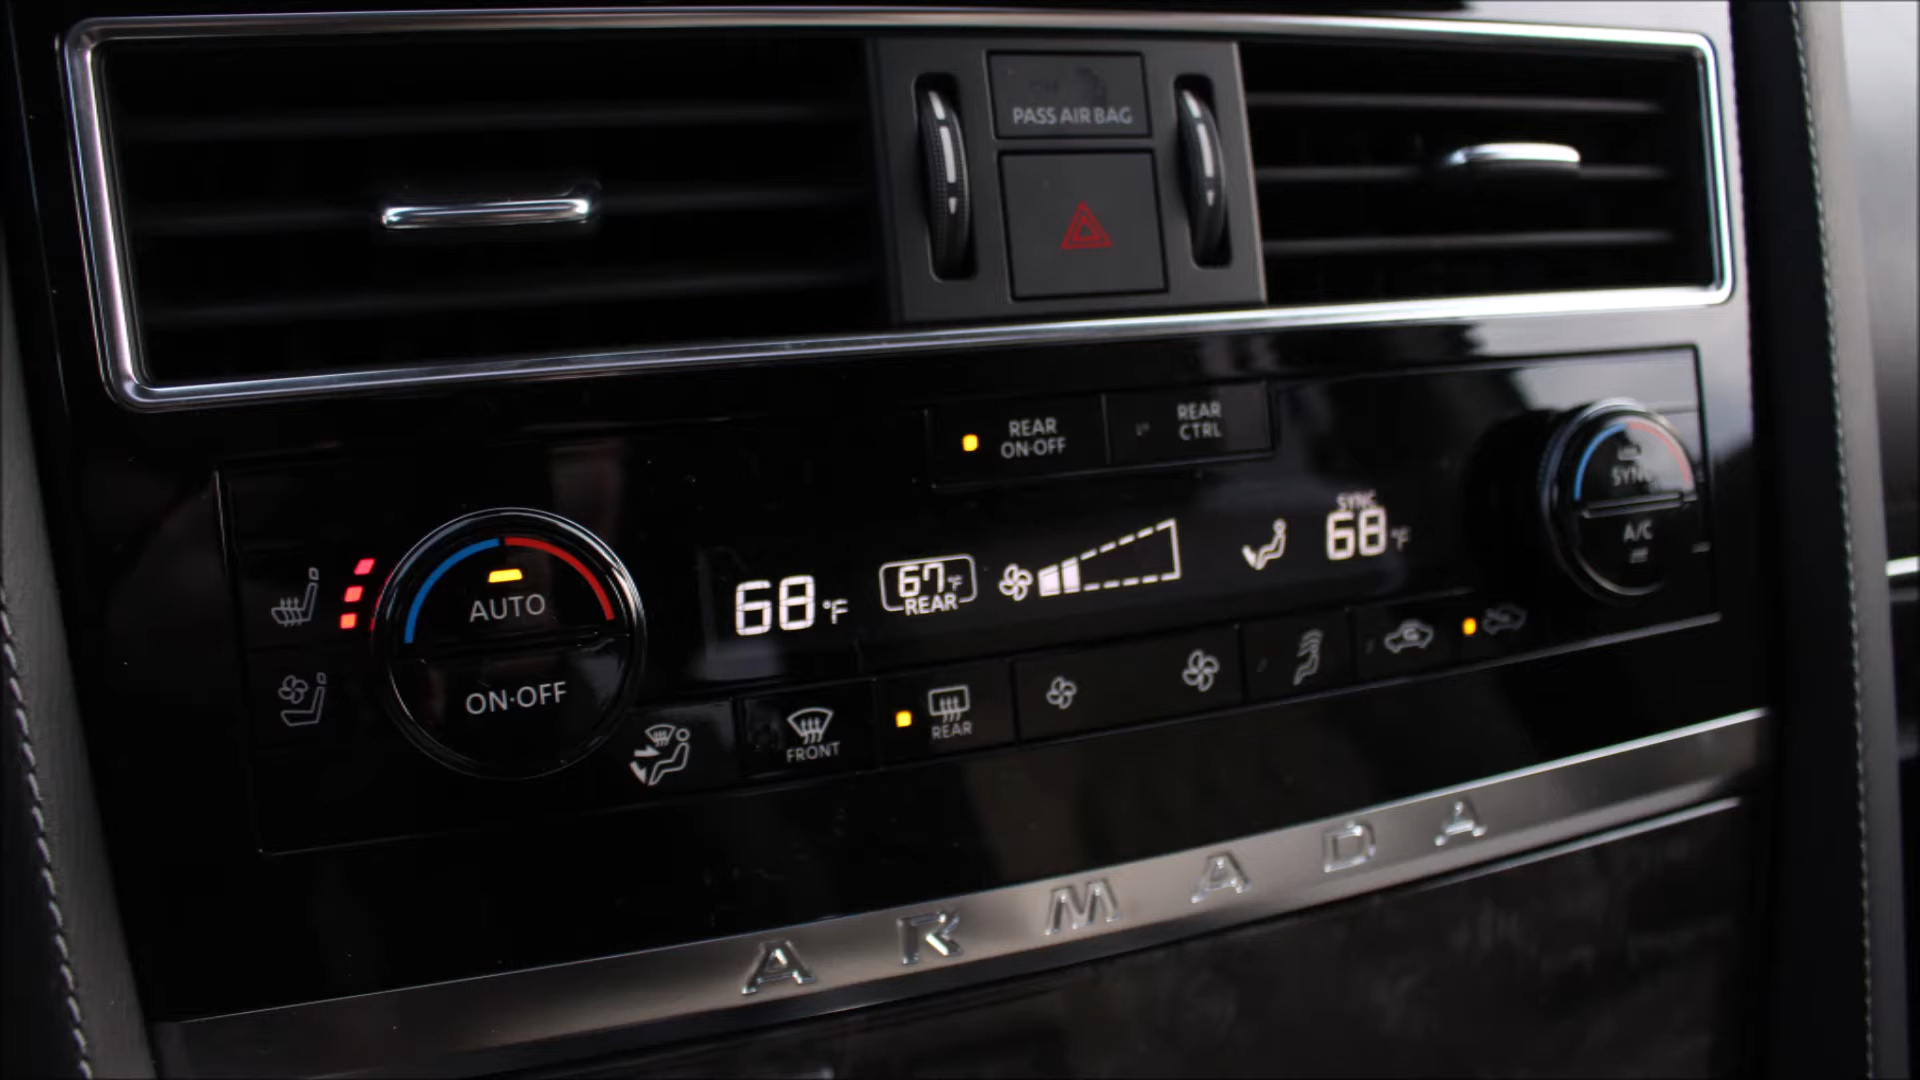 PASS AIR BAG
REAR
ON·OFF
REAR
CTRL
SYNC
A/C
AUTO
ON·OFF
68°F
67°F
REAR
SYNC
68°F
FRONT
REAR
ARMADA